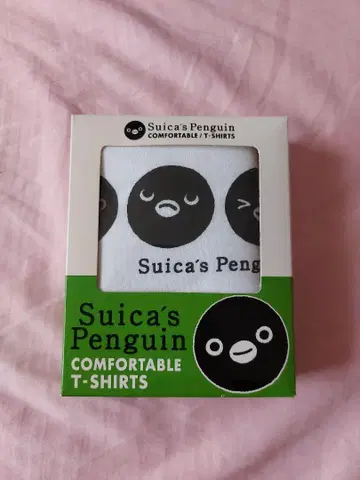 Suica's Penguin
COMFORTABLE / T-SHIRTS
Suica's Peng
Suica's
Penguin
COMFORTABLE
T-SHIRTS